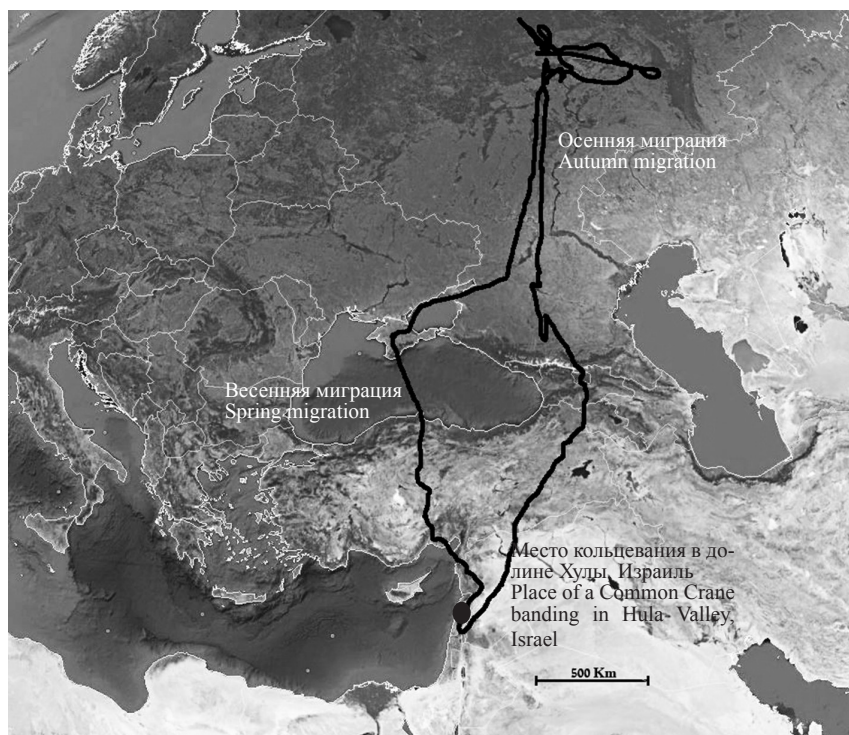 Осенняя миграция
Autumn migration
Весенняя миграция
Spring migration
Место кольцевания в до-
лине Хулы, Израиль
Place of a Common Crane
banding in Hula Valley,
Israel
500 Km